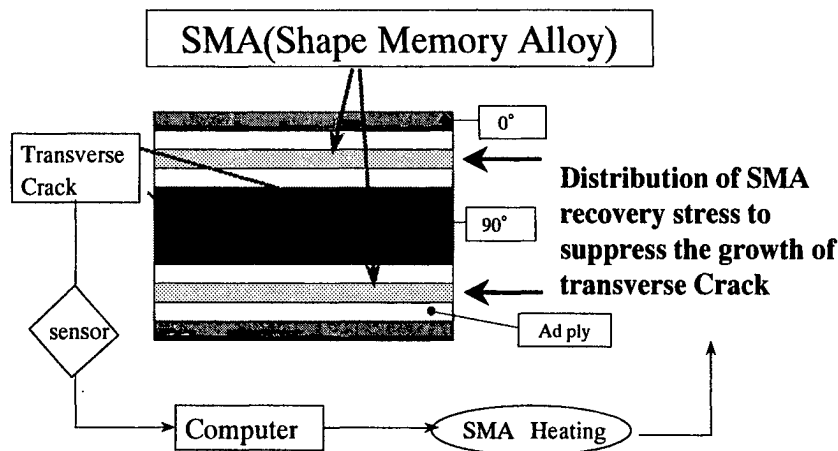 SMA(Shape Memory Alloy)
0°
Transverse
Crack
90°
Distribution of SMA
recovery stress to
suppress the growth of
transverse Crack
sensor
Ad ply
Computer
SMA Heating